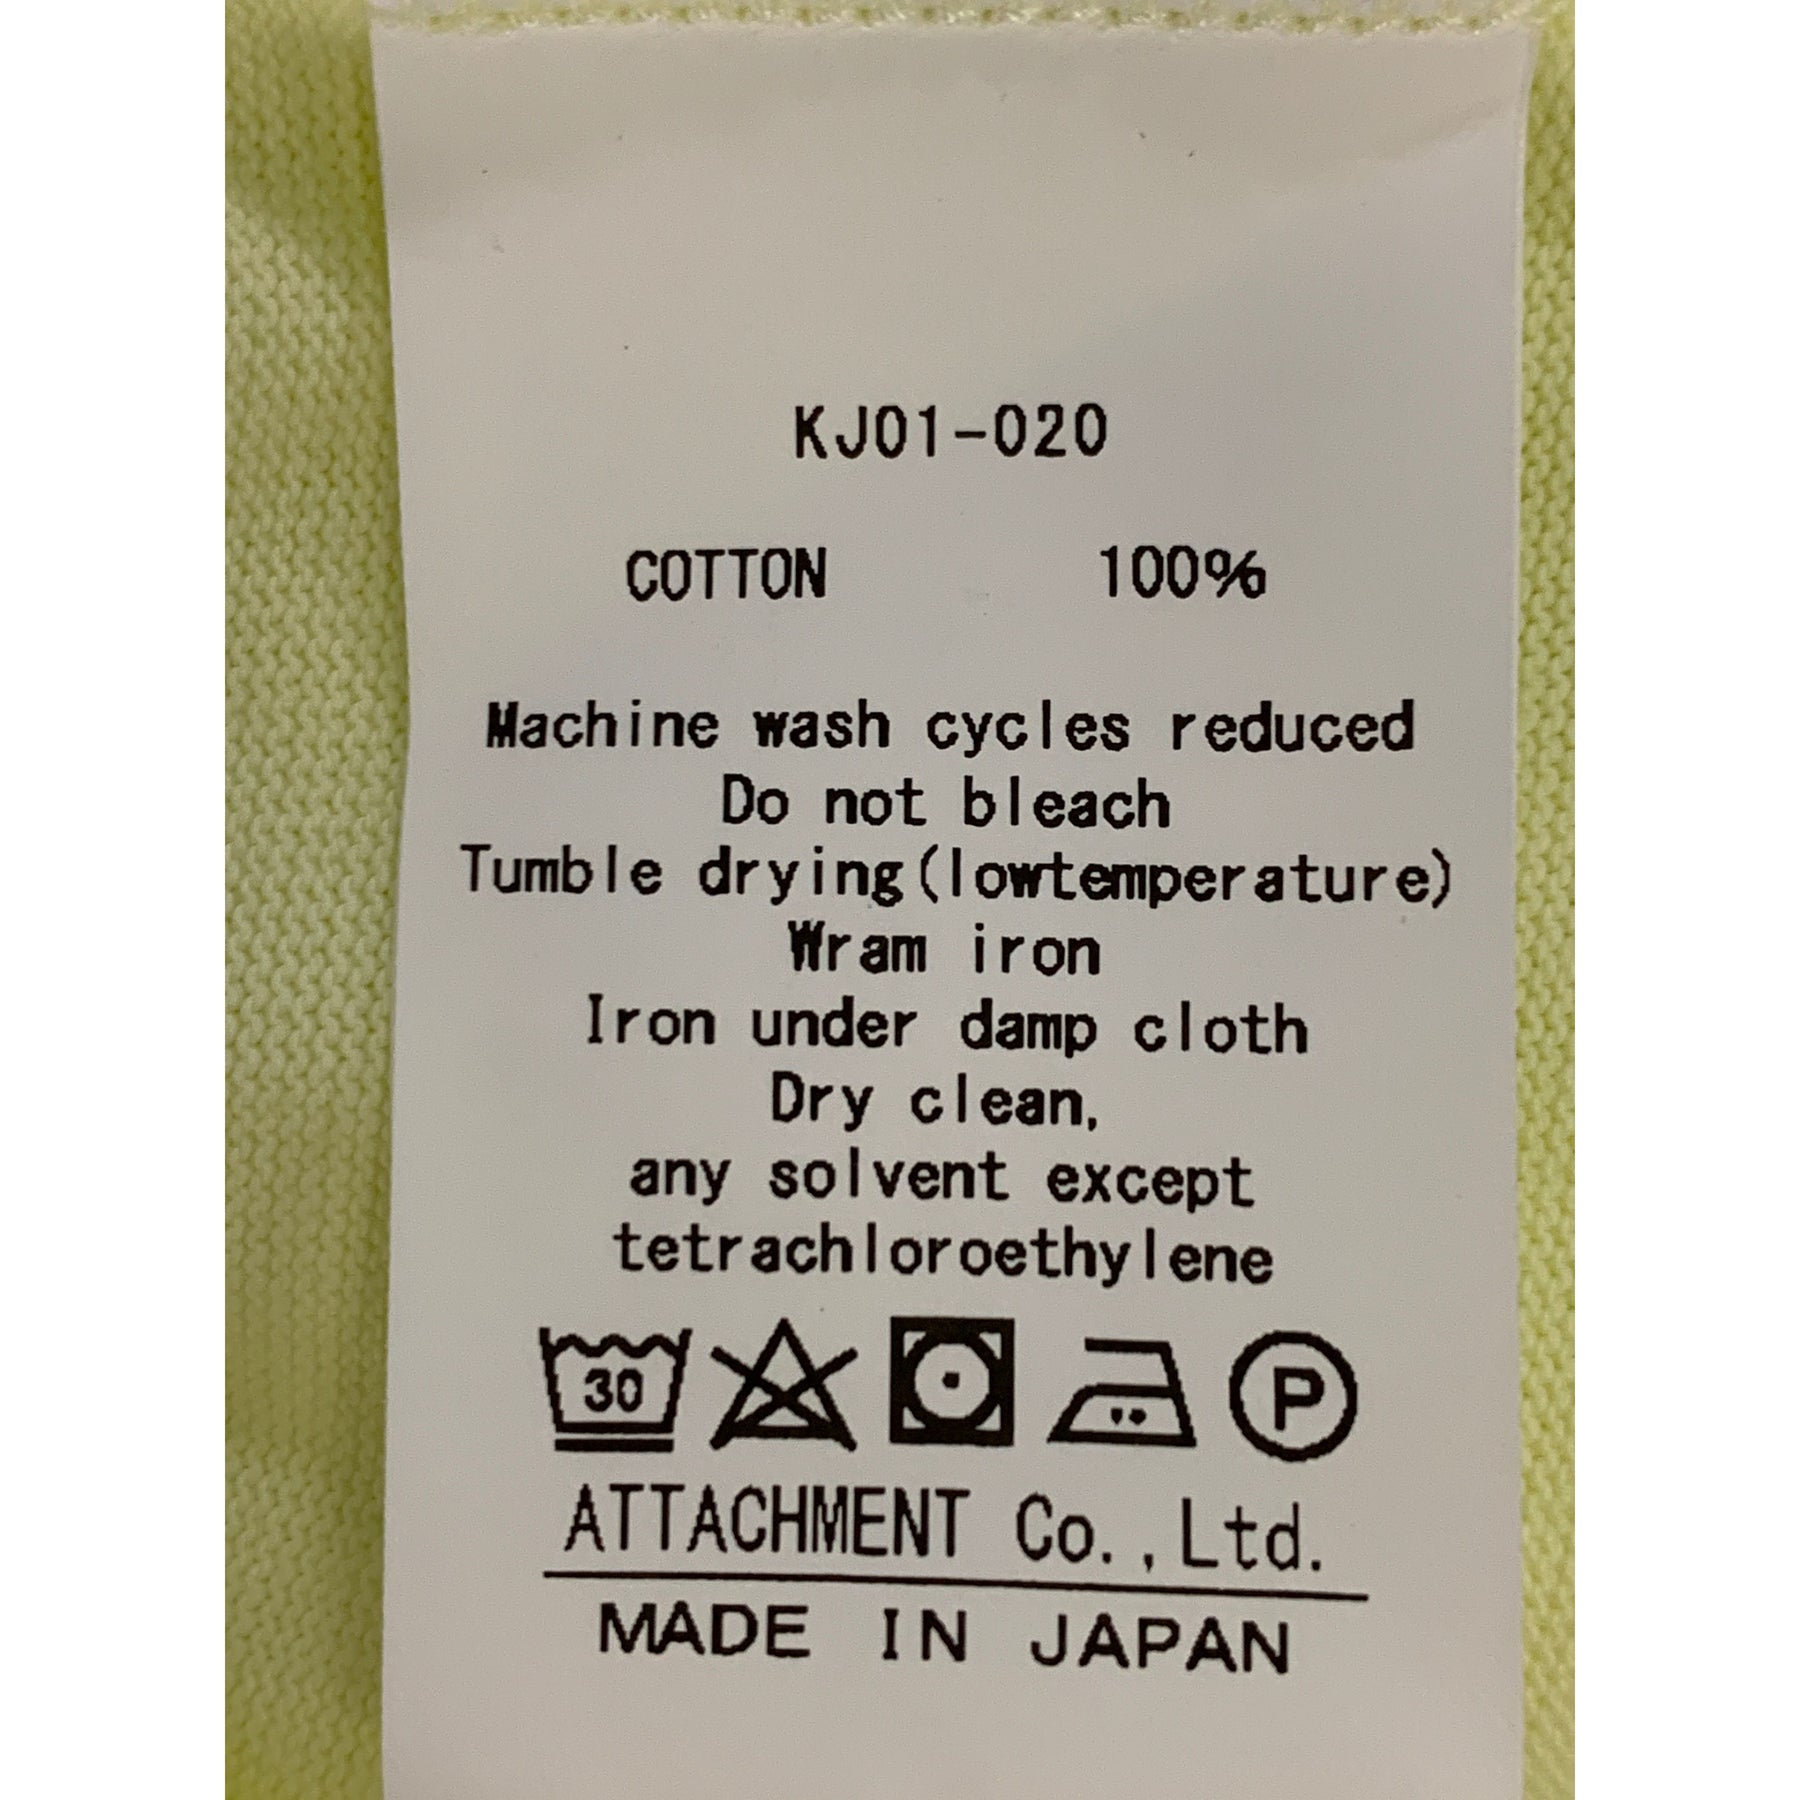 KJ01-020
COTTON 100%
Machine wash cycles reduced
Do not bleach
Tumble drying(lowtemperature)
Wram iron
Iron under damp cloth
Dry clean,
any solvent except
tetrachloroethylene
30 P
ATTACHMENT Co.,Ltd.
MADE IN JAPAN